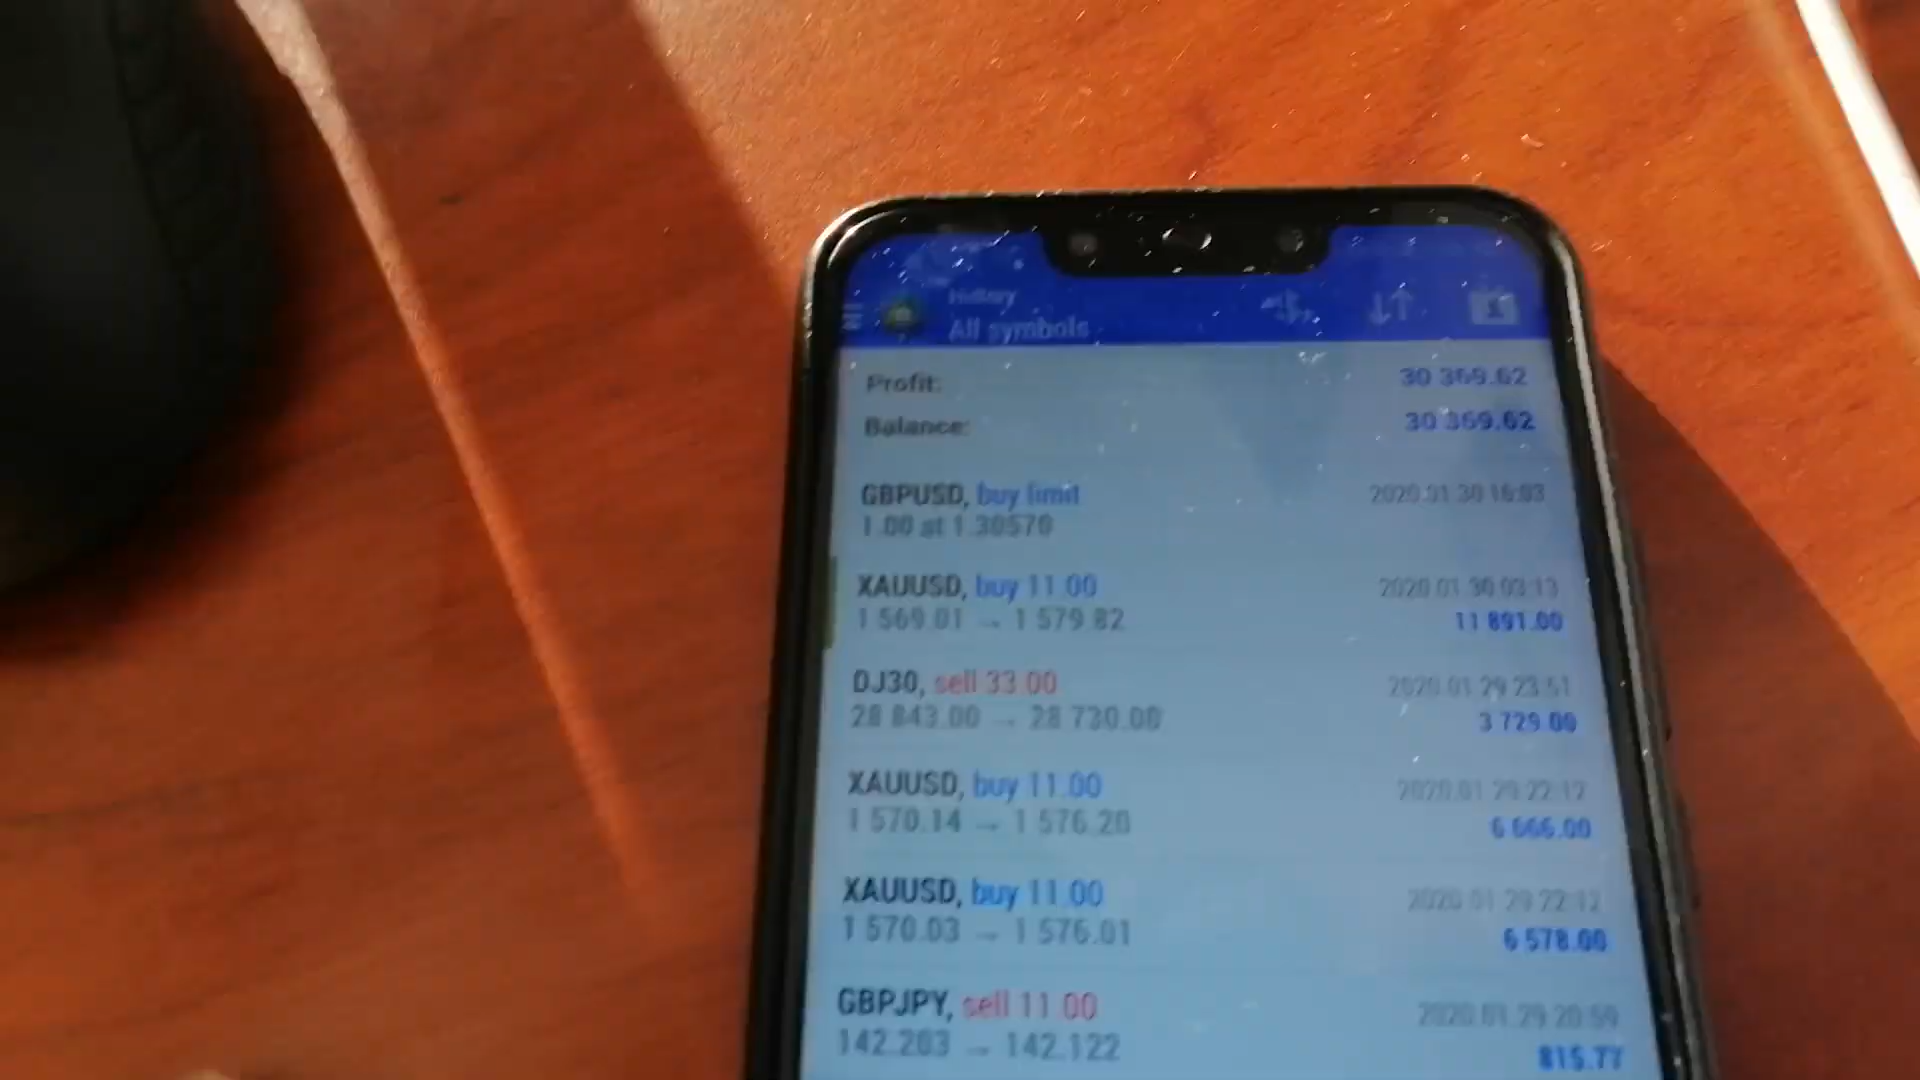 History
All symbols
Profit: 30 369.62
Balance: 30 369.62
GBPUSD, buy limit 2020.01.30 16:03
1.00 at 1.30570
XAUUSD, buy 11.00 2020.01.30 03:13
1 569.01 → 1 579.82 11 891.00
DJ30, sell 33.00 2020.01.29 23:51
28 843.00 → 28 730.00 3 729.00
XAUUSD, buy 11.00 2020.01.29 22:12
1 570.14 → 1 576.20 6 666.00
XAUUSD, buy 11.00 2020.01.29 22:12
1 570.03 → 1 576.01 6 578.00
GBPJPY, sell 11.00 2020.01.29 20:59
142.203 → 142.122 815.77